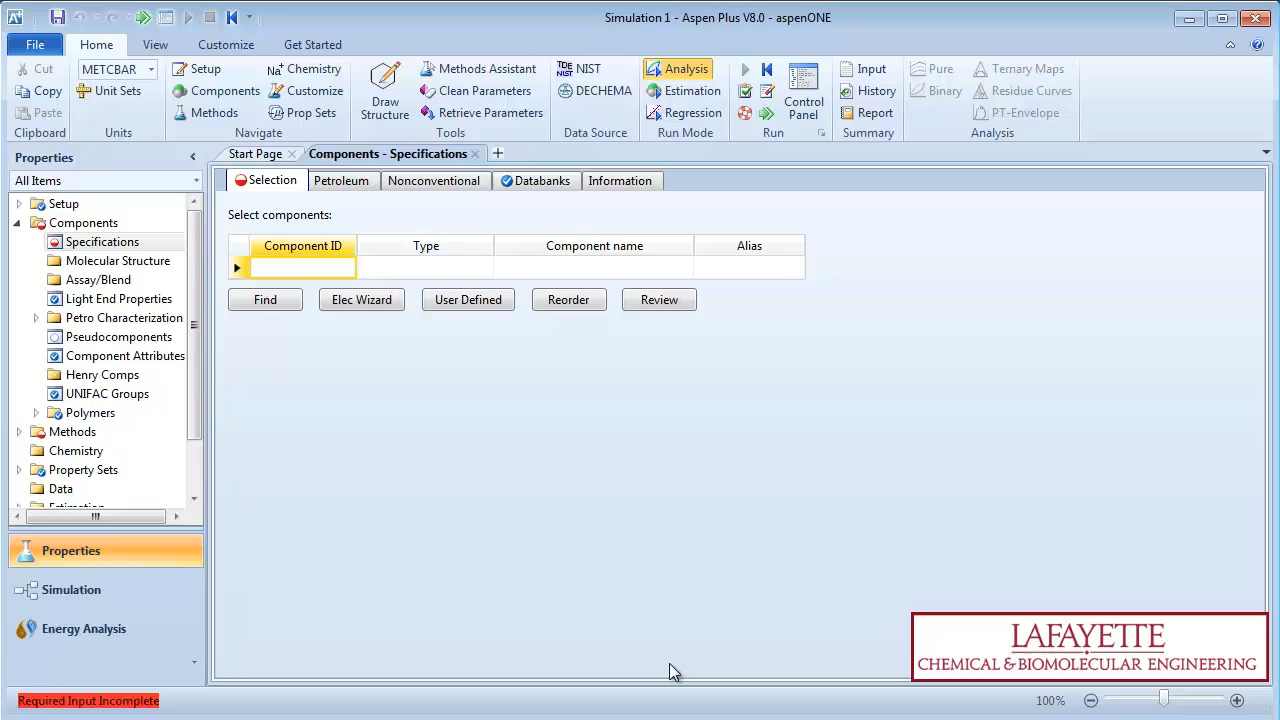 Simulation 1 - Aspen Plus V8.0 - aspenONE
File Home View Customize Get Started
Cut METCBAR Setup Chemistry Methods Assistant NIST Analysis Input Pure Ternary Maps
Copy Unit Sets Components Customize Clean Parameters DECHEMA Estimation History Binary Residue Curves
Paste Methods Prop Sets Draw Structure Retrieve Parameters Regression Control Panel Report PT-Envelope
Clipboard Units Navigate Tools Data Source Run Mode Run Summary Analysis
Properties Start Page Components - Specifications
All Items Selection Petroleum Nonconventional Databanks Information
Setup
Components
Specifications
Molecular Structure
Assay/Blend
Light End Properties
Petro Characterization
Pseudocomponents
Component Attributes
Henry Comps
UNIFAC Groups
Polymers
Methods
Chemistry
Property Sets
Data
Estimation
Select components:
Component ID Type Component name Alias
Find Elec Wizard User Defined Reorder Review
Properties
Simulation
Energy Analysis
LAFAYETTE
CHEMICAL & BIOMOLECULAR ENGINEERING
Required Input Incomplete 100%